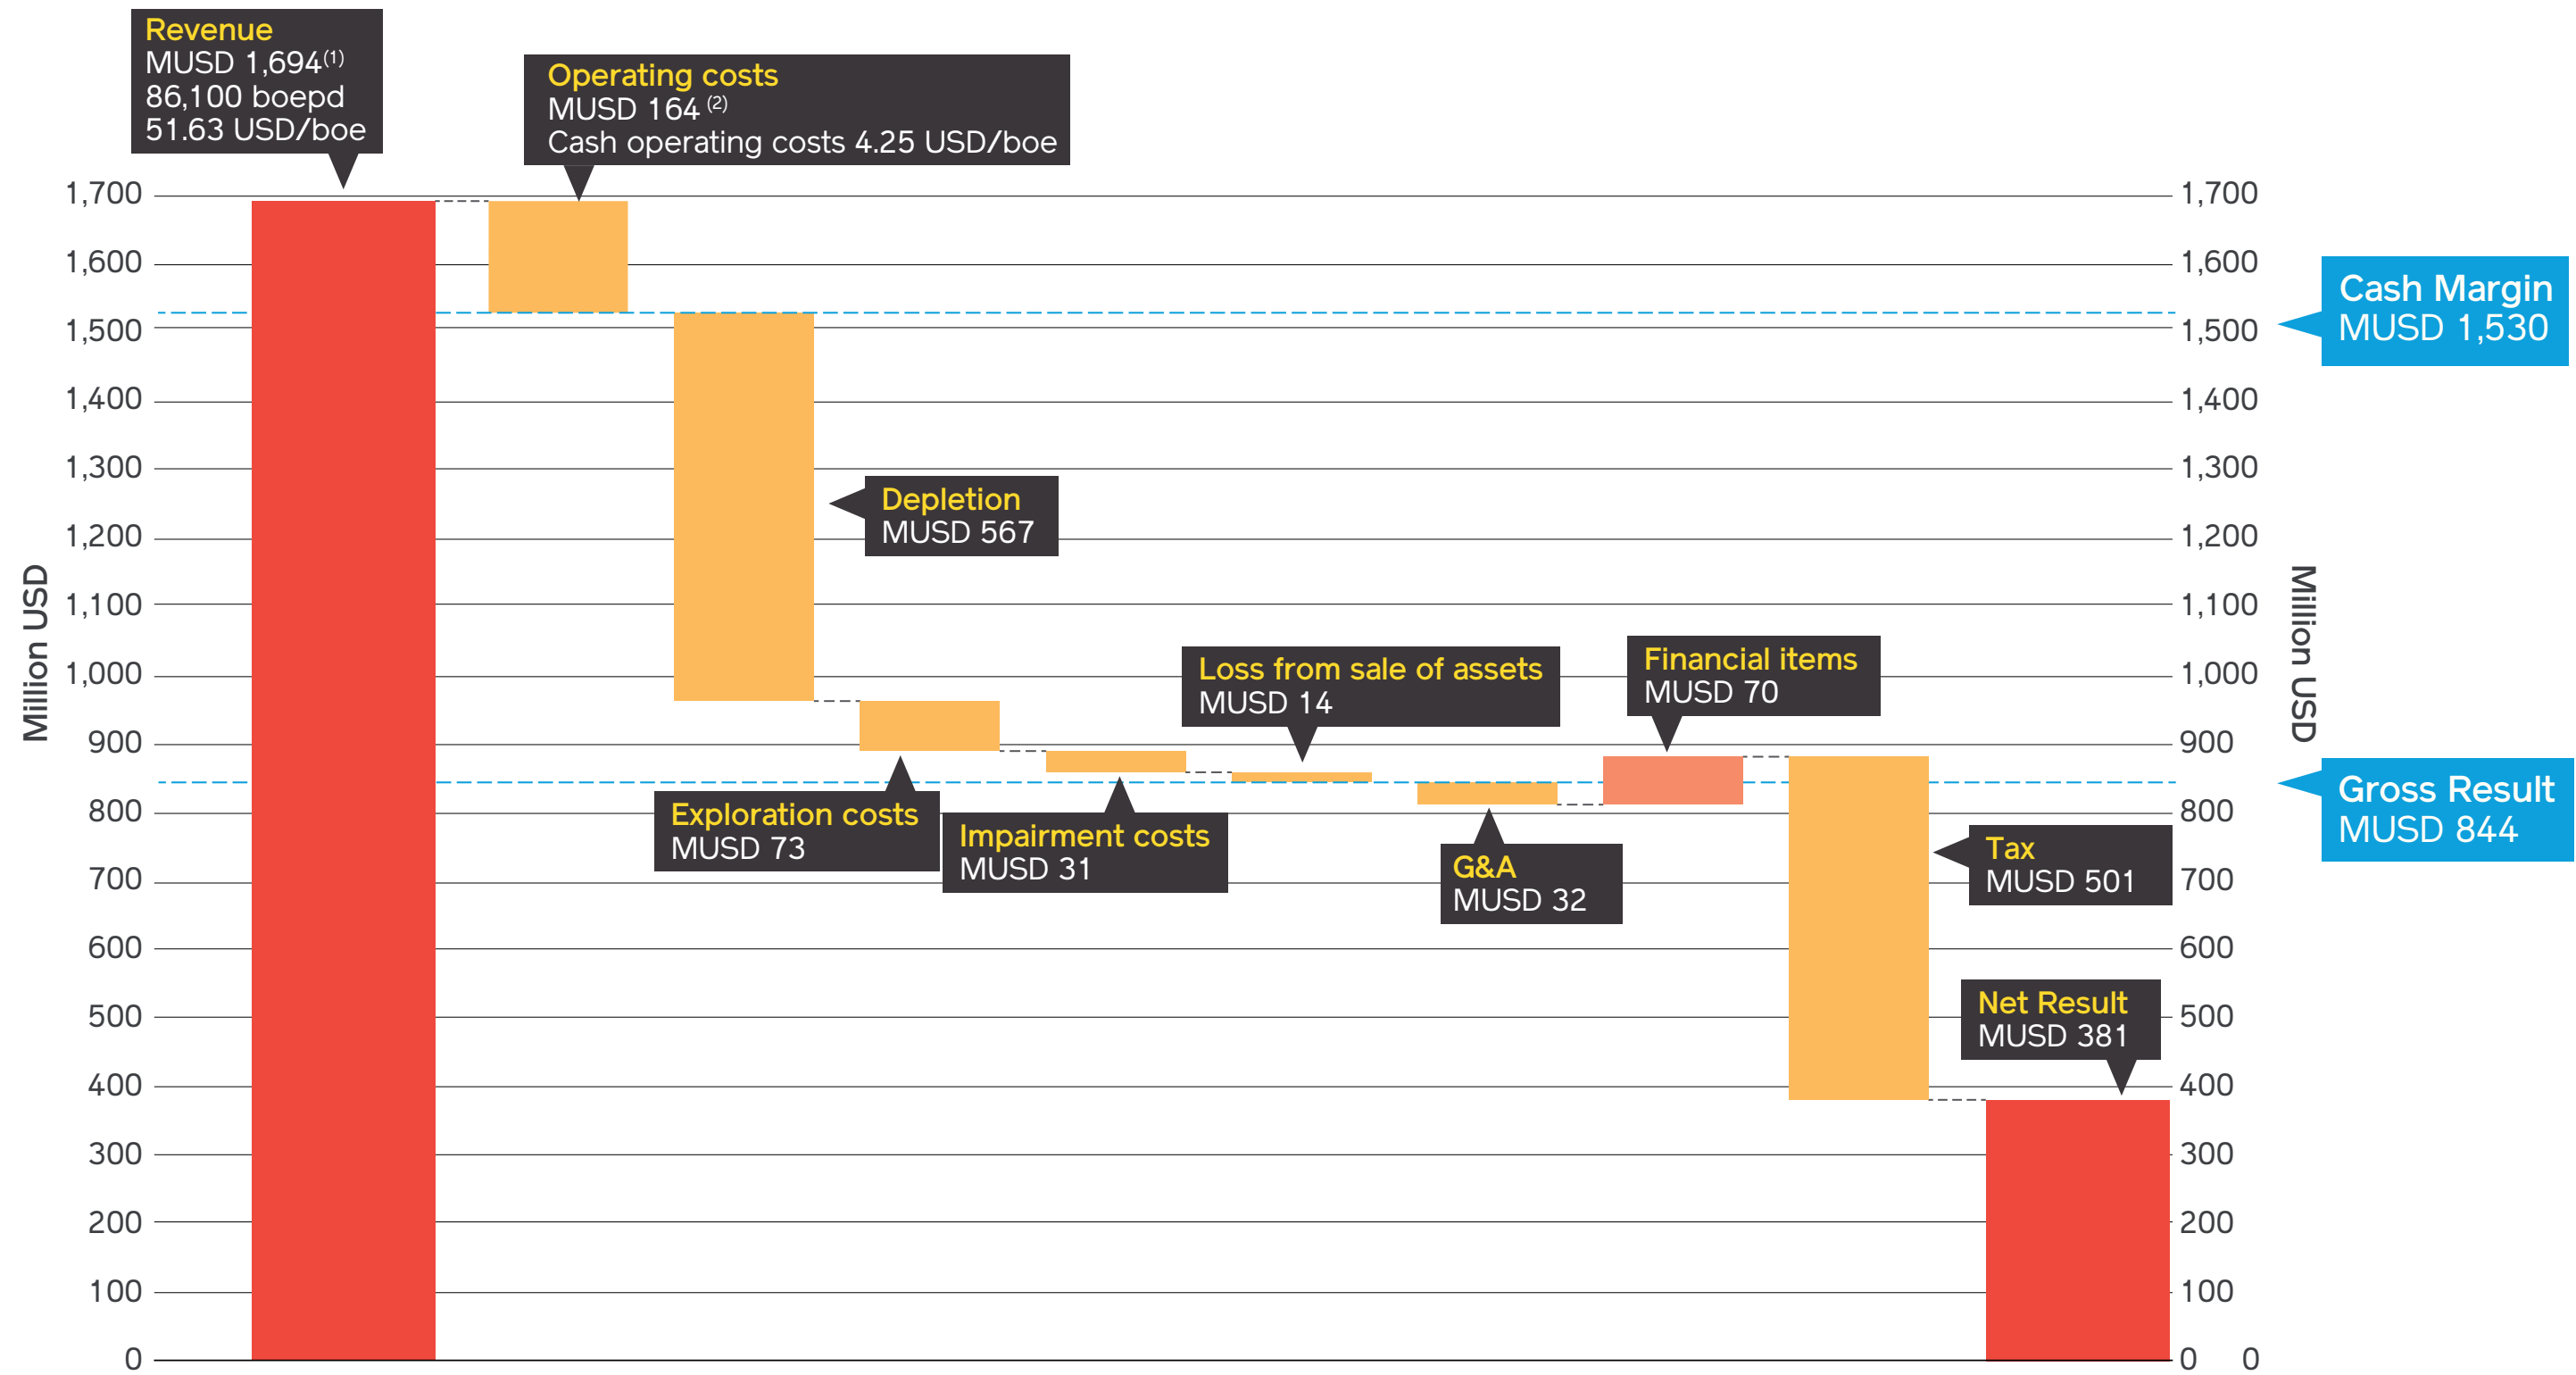 Revenue
MUSD 1,694(1)
86,100 boepd
51.63 USD/boe
Operating costs
MUSD 164 (2)
Cash operating costs 4.25 USD/boe
Million USD
1,700
1,600
1,500
1,400
1,300
1,200
1,100
1,000
900
800
700
600
500
400
300
200
100
0
Depletion
MUSD 567
Exploration costs
MUSD 73
Impairment costs
MUSD 31
Loss from sale of assets
MUSD 14
G&A
MUSD 32
Financial items
MUSD 70
Tax
MUSD 501
Net Result
MUSD 381
1,700
1,600
1,500
1,400
1,300
1,200
1,100
1,000
900
800
700
600
500
400
300
200
100
0 0
Million USD
Cash Margin
MUSD 1,530
Gross Result
MUSD 844